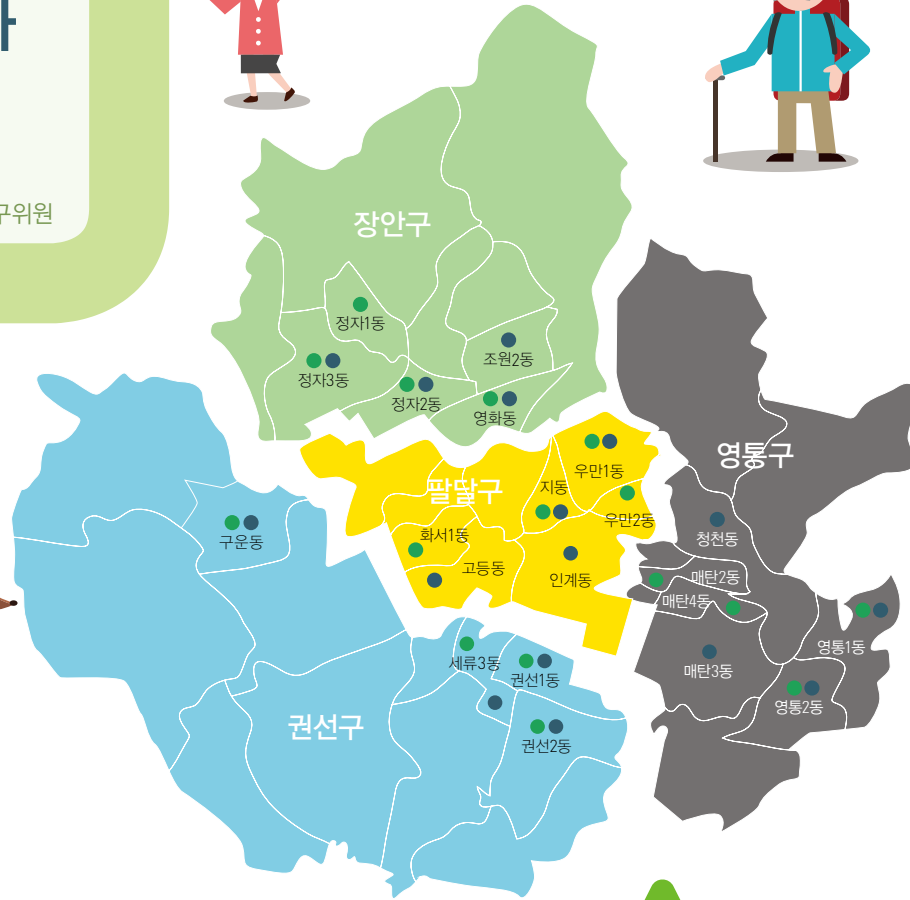 구위원
장안구
정자1동
정자3동
조원2동
정자2동
영화동
영통구
팔달구
우만1동
지동
우만2동
화서1동
고등동
인계동
구운동
청천동
매탄2동
매탄4동
매탄3동
영통1동
영통2동
세류3동
권선1동
권선구
권선2동